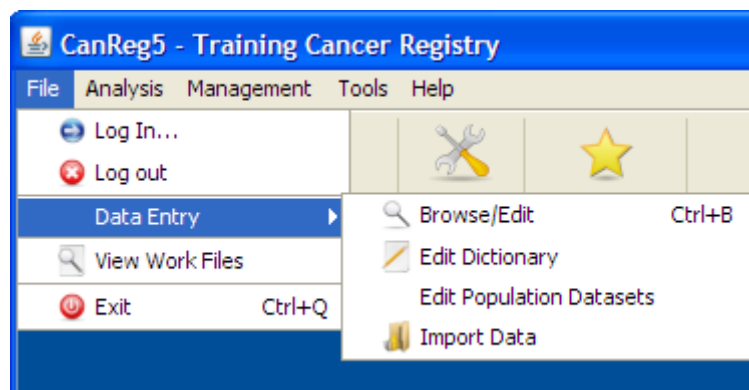 CanReg5 - Training Cancer Registry
File Analysis Management Tools Help
Log In...
Log out
Data Entry
View Work Files
Exit Ctrl+Q
Browse/Edit Ctrl+B
Edit Dictionary
Edit Population Datasets
Import Data